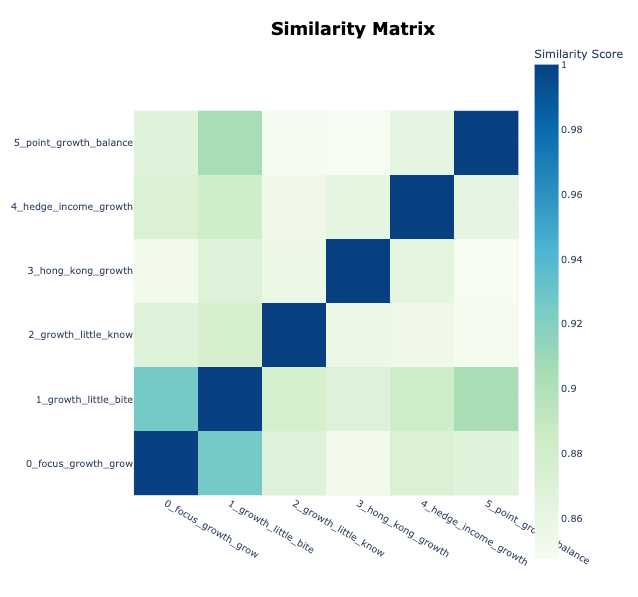 Similarity Matrix
Similarity Score
1
0.98
0.96
0.94
0.92
0.9
0.88
0.86
5_point_growth_balance
4_hedge_income_growth
3_hong_kong_growth
2_growth_little_know
1_growth_little_bite
0_focus_growth_grow
0_focus_growth_grow
1_growth_little_bite
2_growth_little_know
3_hong_kong_growth
4_hedge_income_growth
5_point_growth_balance